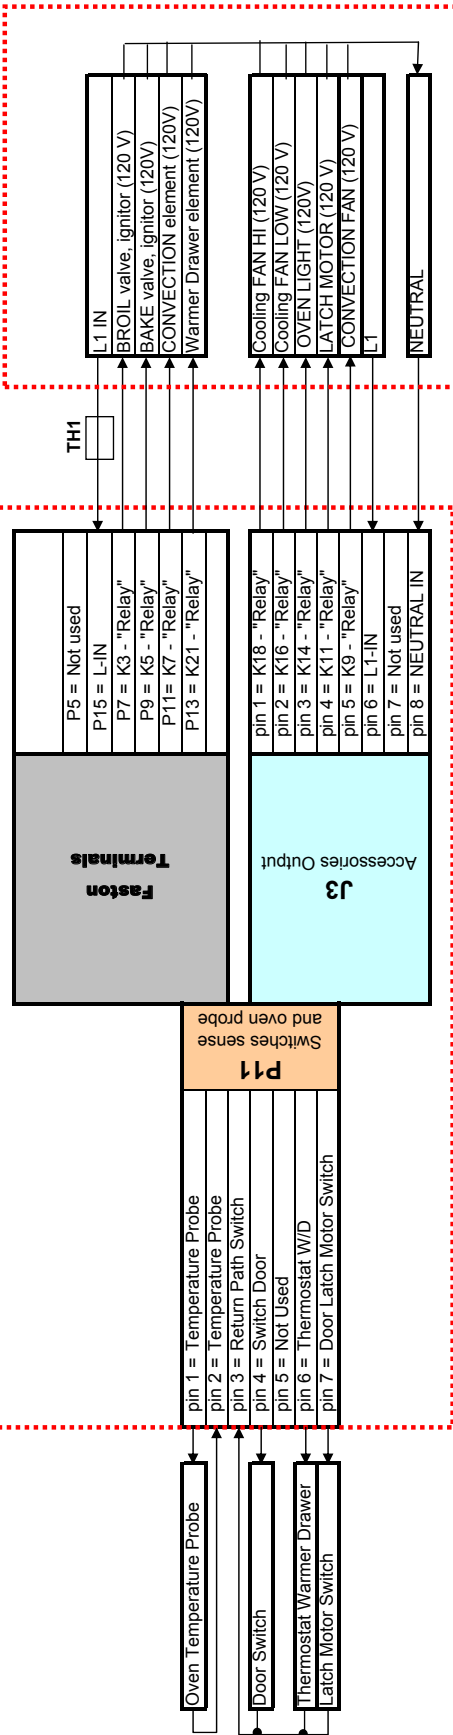 L1 IN
BROIL valve, ignitor (120 V)
BAKE valve, ignitor (120V)
CONVECTION element (120V)
Warmer Drawer element (120V)
Cooling FAN HI (120 V)
Cooling FAN LOW (120 V)
OVEN LIGHT (120V)
LATCH MOTOR (120 V)
CONVECTION FAN (120 V)
L1
NEUTRAL
TH1
P5 = Not used
P15 = L-IN
P7 = K3 - "Relay"
P9 = K5 - "Relay"
P11= K7 - "Relay"
P13 = K21 - "Relay"
pin 1 = K18 - "Relay"
pin 2 = K16 - "Relay"
pin 3 = K14 - "Relay"
pin 4 = K11 - "Relay"
pin 5 = K9 - "Relay"
pin 6 = L1-IN
pin 7 = Not used
pin 8 = NEUTRAL IN
Faston
Terminals
J3
Accessories Output
P11
Switches sense
and oven probe
pin 1 = Temperature Probe
pin 2 = Temperature Probe
pin 3 = Return Path Switch
pin 4 = Switch Door
pin 5 = Not Used
pin 6 = Thermostat W/D
pin 7 = Door Latch Motor Switch
Oven Temperature Probe
Door Switch
Thermostat Warmer Drawer
Latch Motor Switch